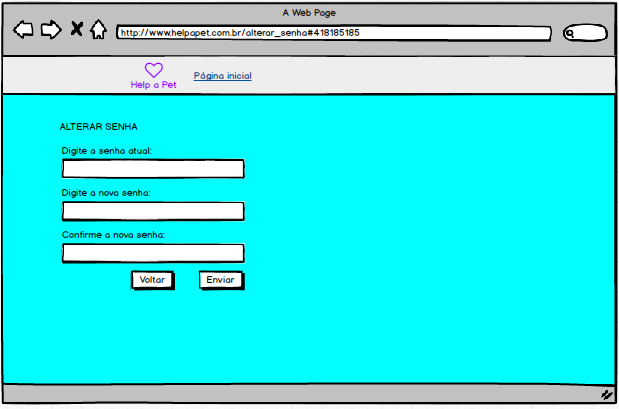 A Web Page
http://www.helpapet.com.br/alterar_senha#418185185
Help a Pet
Página inicial
ALTERAR SENHA
Digite a senha atual:
Digite a nova senha:
Confirme a nova senha:
Voltar Enviar